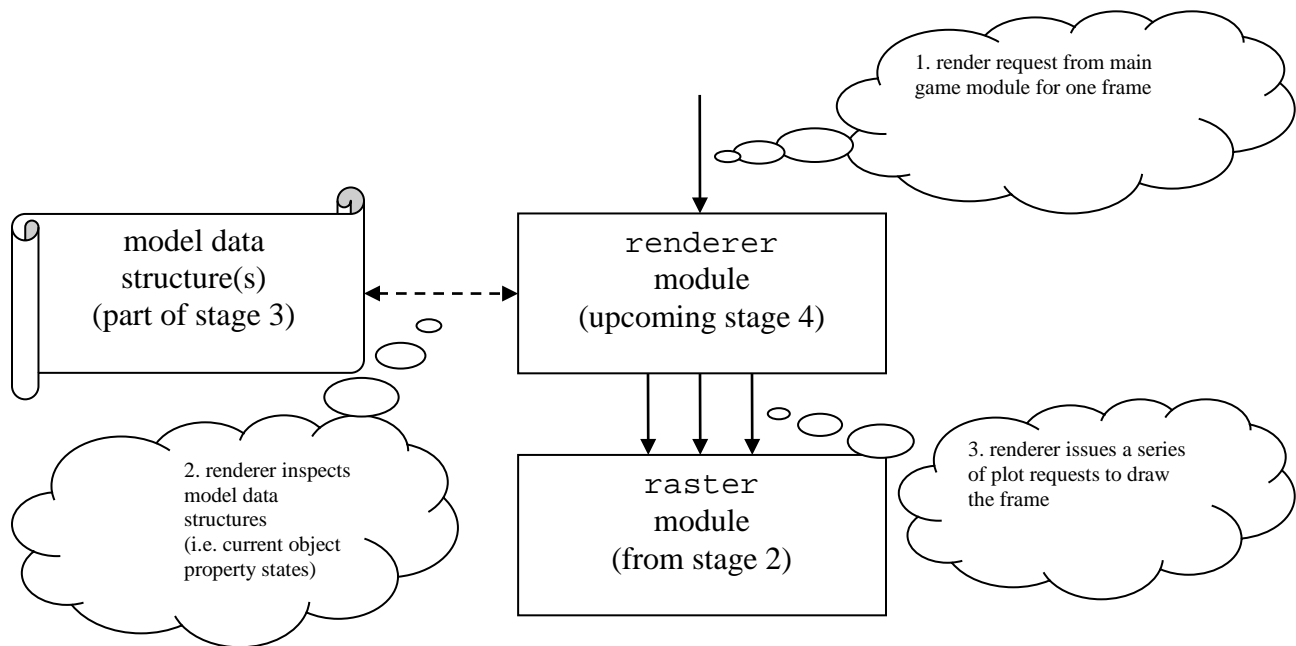 1. render request from main
game module for one frame
model data
structure(s)
(part of stage 3)
renderer
module
(upcoming stage 4)
2. renderer inspects
model data
structures
(i.e. current object
property states)
raster
module
(from stage 2)
3. renderer issues a series
of plot requests to draw
the frame